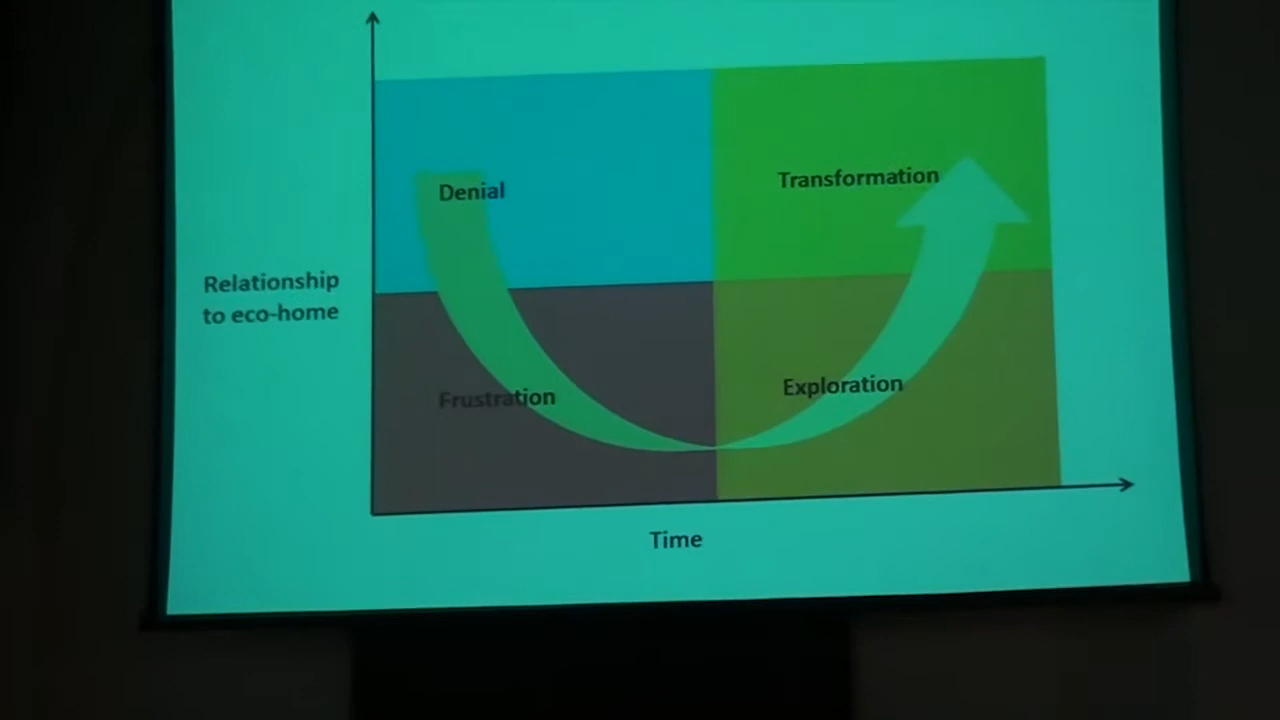 Denial
Transformation
Relationship
to eco-home
Frustration
Exploration
Time